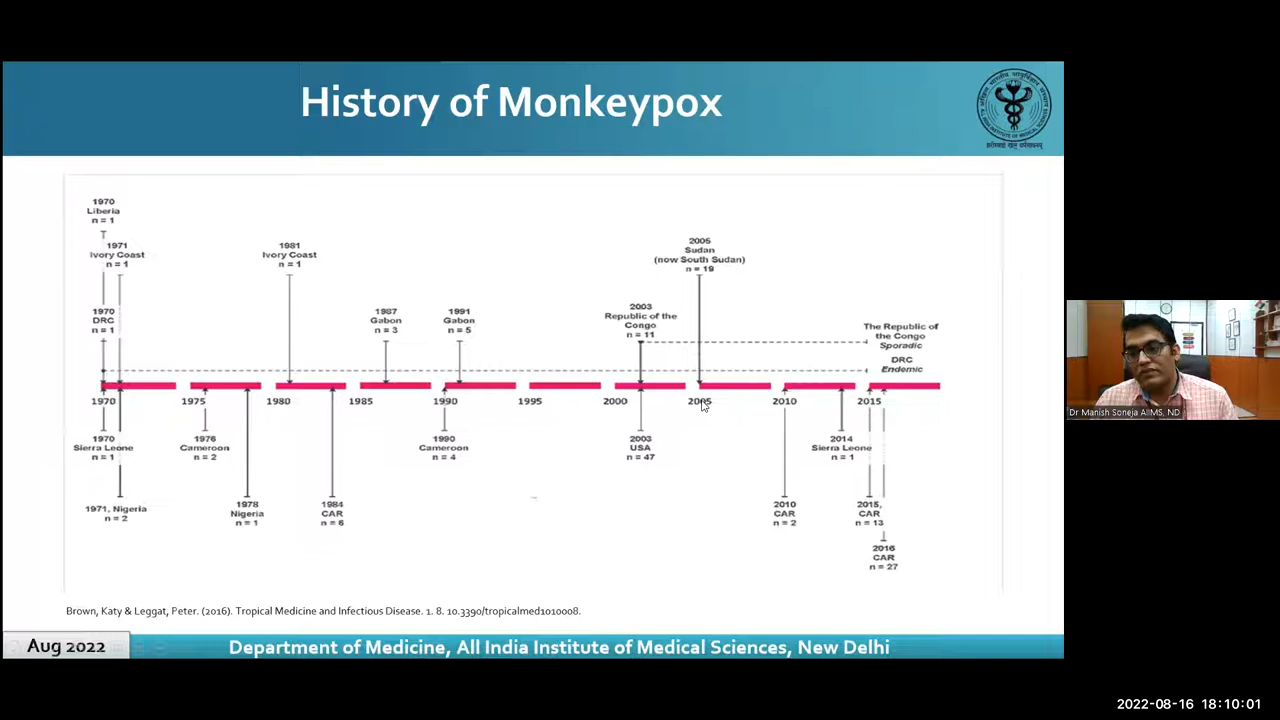 History of Monkeypox
1970
Liberia
n = 1
1971
Ivory Coast
n = 1
1981
Ivory Coast
n = 1
2005
Sudan
(now South Sudan)
n = 19
1970
DRC
n = 1
1987
Gabon
n = 3
1991
Gabon
n = 5
2003
Republic of the
Congo
n = 11
The Republic of
the Congo
Sporadic
DRC
Endemic
1970 1975 1980 1985 1990 1995 2000 2005 2010 2015
1970
Sierra Leone
n = 1
1976
Cameroon
n = 2
1990
Cameroon
n = 4
2003
USA
n = 47
2014
Sierra Leone
n = 1
1971, Nigeria
n = 2
1978
Nigeria
n = 1
1984
CAR
n = 6
2010
CAR
n = 2
2015,
CAR
n = 13
2016
CAR
n = 27
Brown, Katy & Leggat, Peter. (2016). Tropical Medicine and Infectious Disease. 1. 8. 10.3390/tropicalmed1010008.
Aug 2022
Department of Medicine, All India Institute of Medical Sciences, New Delhi
Dr Manish Soneja AIIMS, ND
2022-08-16 18:10:01